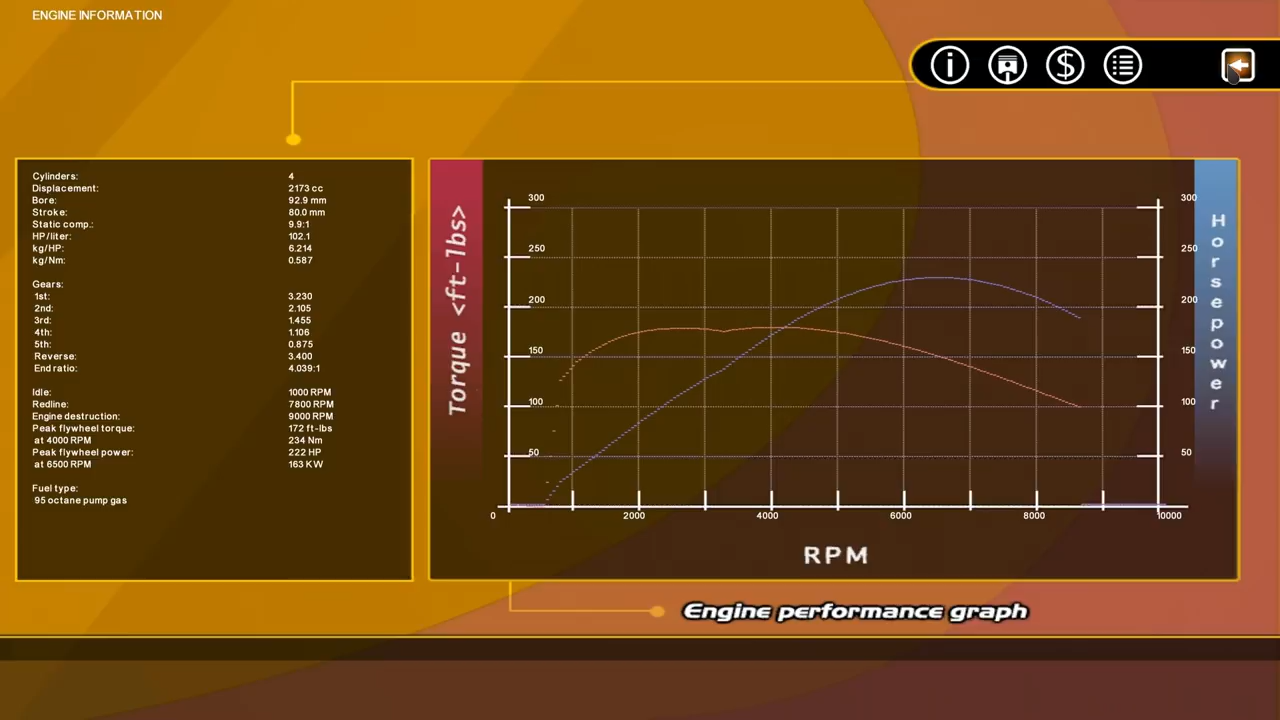 ENGINE INFORMATION
Cylinders: 4
Displacement: 2173 cc
Bore: 92.9 mm
Stroke: 80.0 mm
Static comp.: 9.9:1
HP/liter: 102.1
kg/HP: 6.214
kg/Nm: 0.587
Gears:
1st: 3.230
2nd: 2.105
3rd: 1.455
4th: 1.106
5th: 0.875
Reverse: 3.400
End ratio: 4.039:1
Idle: 1000 RPM
Redline: 7800 RPM
Engine destruction: 9000 RPM
Peak flywheel torque: 172 ft-lbs
at 4000 RPM 234 Nm
Peak flywheel power: 222 HP
at 6500 RPM 163 KW
Fuel type:
95 octane pump gas
Torque <ft-lbs>
300 300
250 250
200 200
150 150
100 100
50 50
0 2000 4000 6000 8000 10000
RPM
Horsepower
Engine performance graph